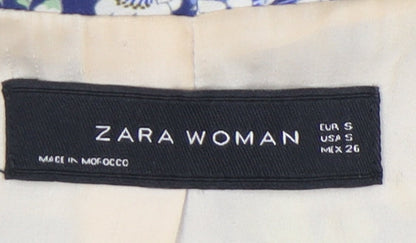 ZARA WOMAN
EUR S
USA S
MEX 26
MADE IN MOROCCO